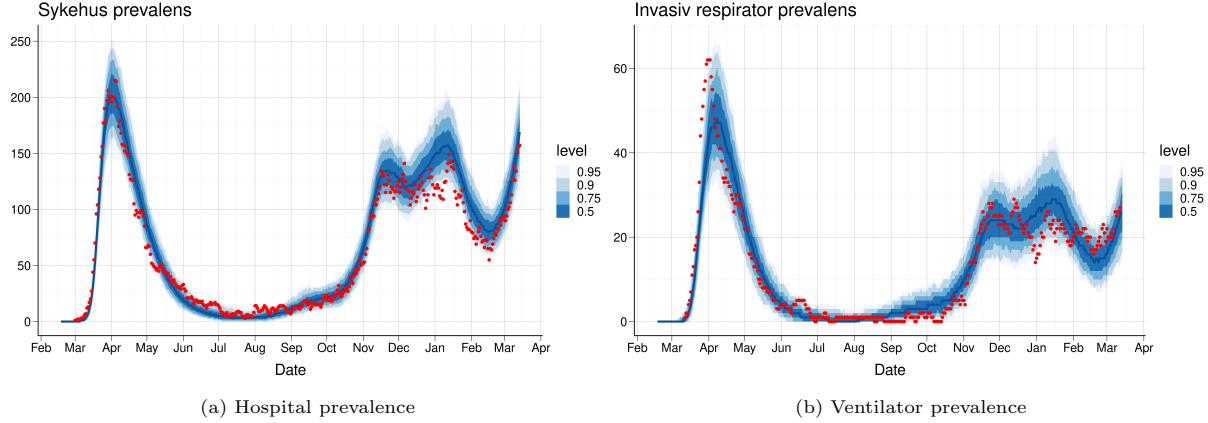 Sykehus prevalens
250
200
150
100
50
0
Feb Mar Apr May Jun Jul Aug Sep Oct Nov Dec Jan Feb Mar Apr
Date
level
0.95
0.9
0.75
0.5
(a) Hospital prevalence
Invasiv respirator prevalens
60
40
20
0
Feb Mar Apr May Jun Jul Aug Sep Oct Nov Dec Jan Feb Mar Apr
Date
level
0.95
0.9
0.75
0.5
(b) Ventilator prevalence